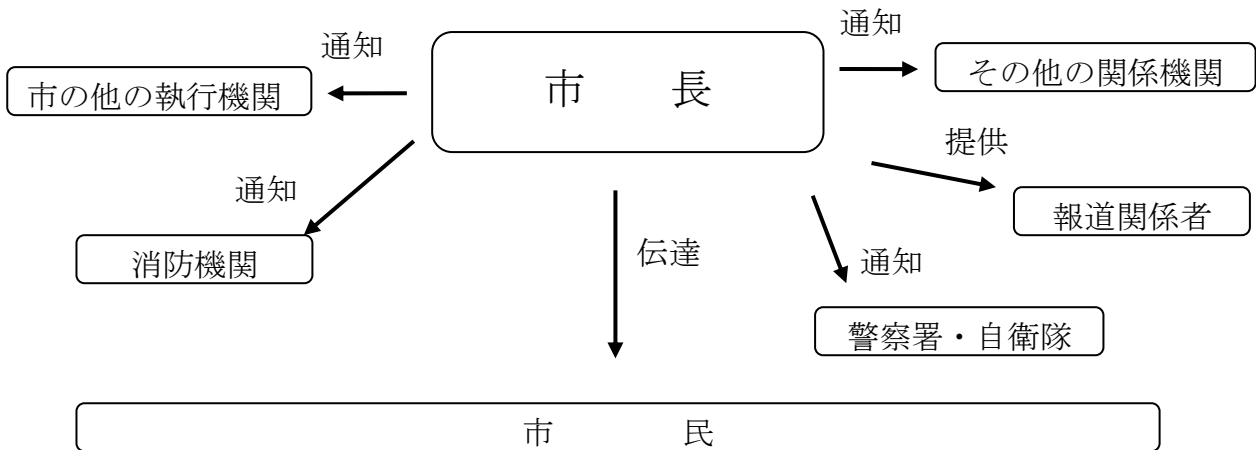 通知
通知
市　　長
市の他の執行機関
その他の関係機関
提供
通知
報道関係者
消防機関
伝達
通知
警察署・自衛隊
市　　　　民